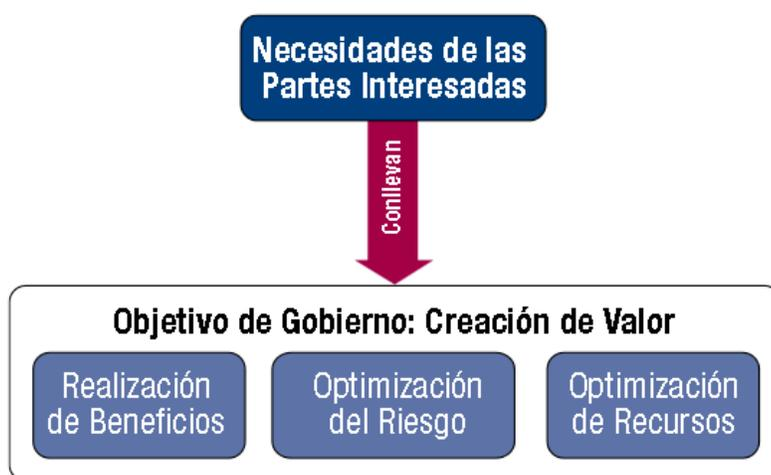 Necesidades de las
Partes Interesadas
Conllevan
Objetivo de Gobierno: Creación de Valor
Realización
de Beneficios
Optimización
del Riesgo
Optimización
de Recursos